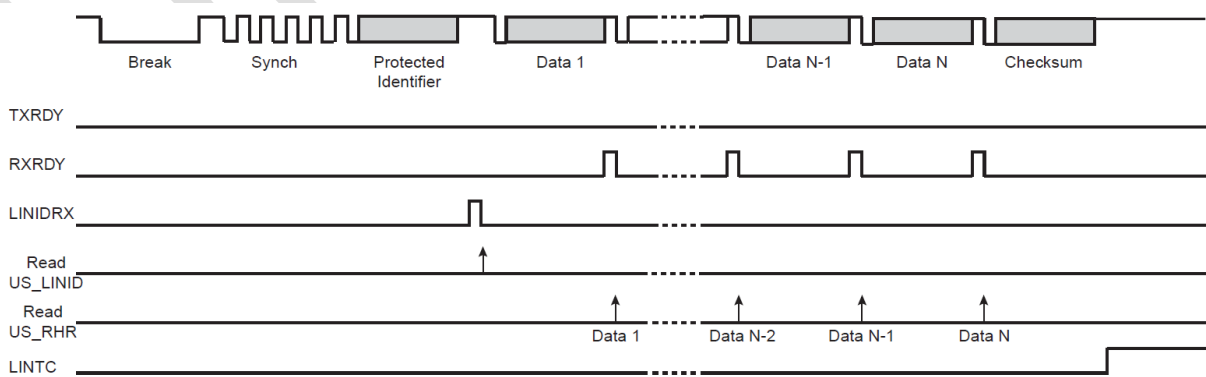 Break Synch Protected Data 1 Data N-1 Data N Checksum
Identifier
TXRDY
RXRDY
LINIDRX
Read
US_LINID
Read
US_RHR
Data 1 Data N-2 Data N-1 Data N
LINTC